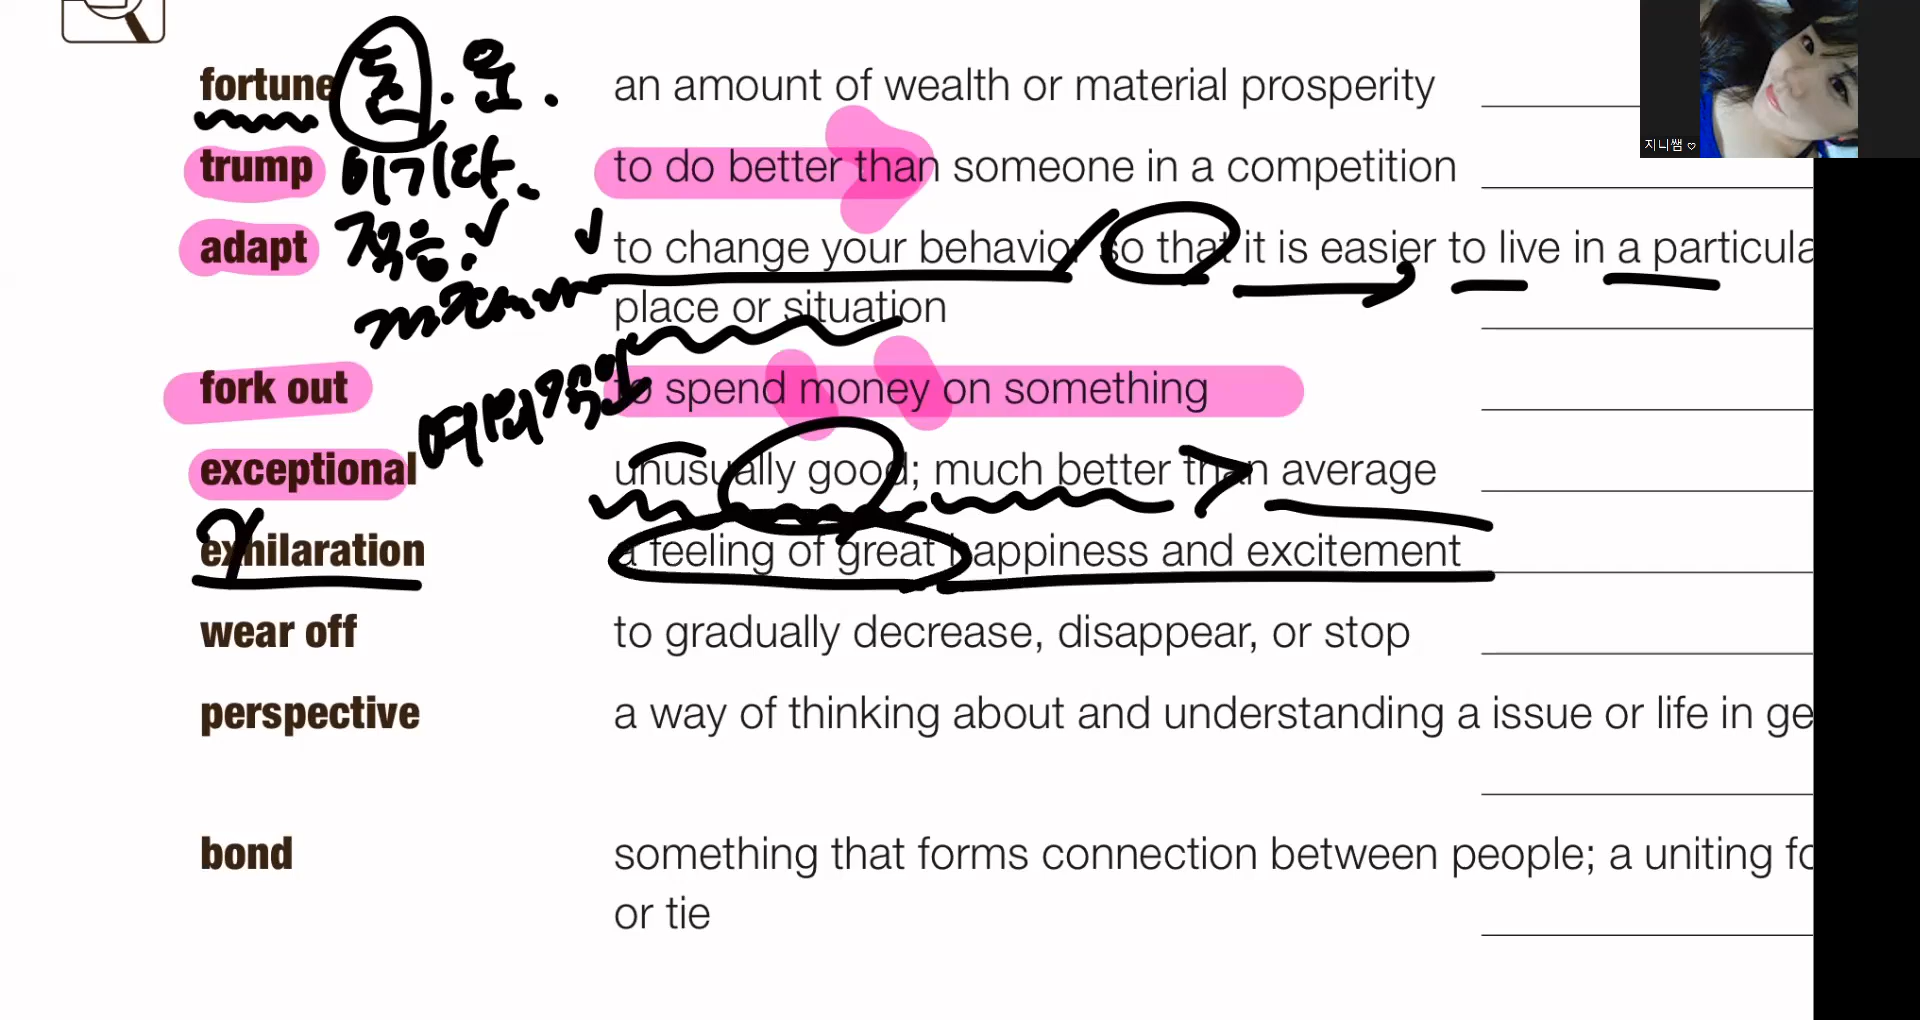 fortune 돈. 운. an amount of wealth or material prosperity
지니쌤 ♡
trump 이기다. to do better than someone in a competition
adapt 적응. to change your behavior so that it is easier to live in a particula
place or situation
fork out to spend money on something
exceptional unusually good; much better than average
exhilaration a feeling of great happiness and excitement
wear off to gradually decrease, disappear, or stop
perspective a way of thinking about and understanding a issue or life in ge
bond something that forms connection between people; a uniting fo
or tie